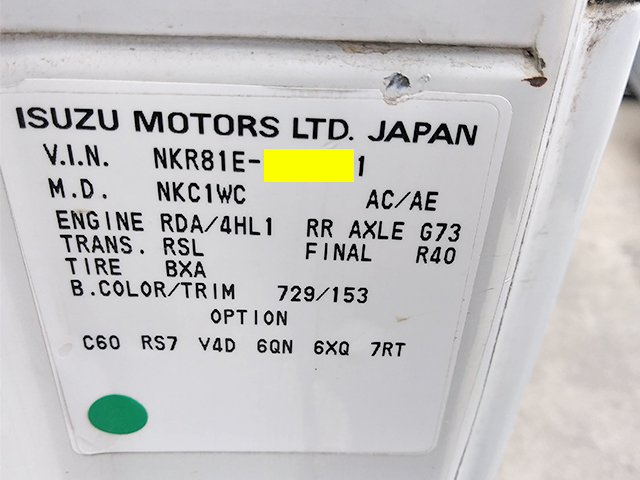 ISUZU MOTORS LTD. JAPAN
V.I.N. NKR81E- 1
M.D. NKC1WC AC/AE
ENGINE RDA/4HL1 RR AXLE G73
TRANS. RSL FINAL R40
TIRE BXA
B.COLOR/TRIM 729/153
OPTION
C60 RS7 V4D 6QN 6XQ 7RT